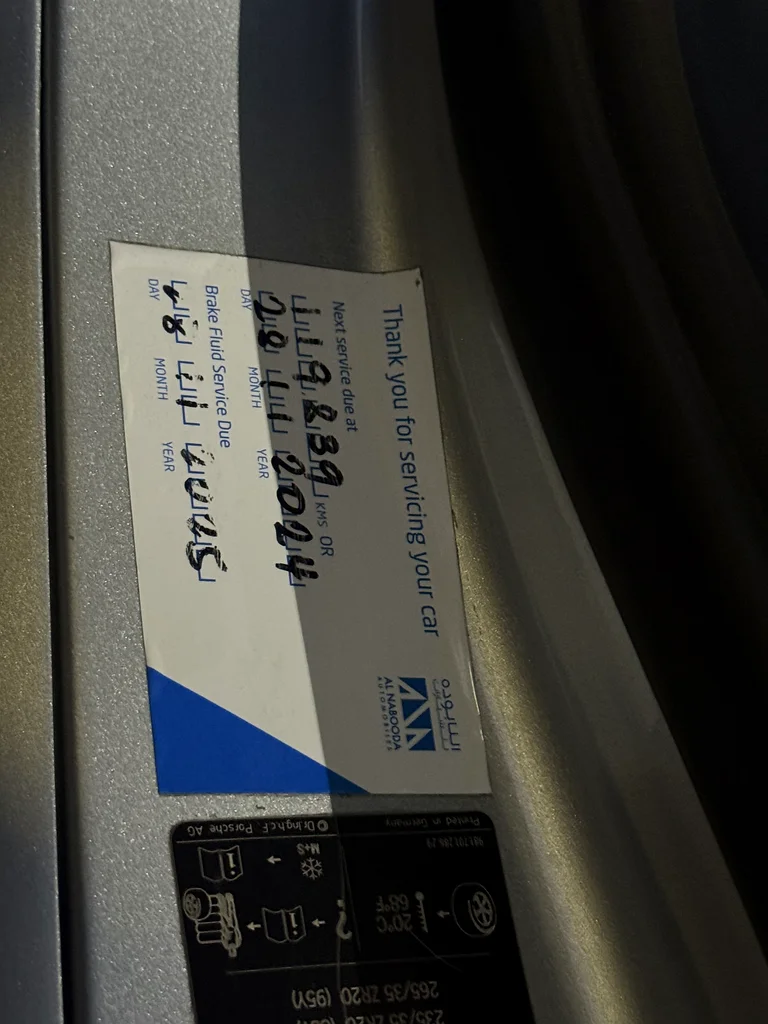 Thank you for servicing your car
النابوده
AL NABOODA
AUTOMOBILES
Next service due at
119,839 KMS OR
28 11 2024
DAY MONTH YEAR
Brake Fluid Service Due
28 11 2025
DAY MONTH YEAR
© Dr.Ing.h.c.F. Porsche AG
Printed in Germany
M+S
20°C
68°F
265/35 ZR20 (95Y)